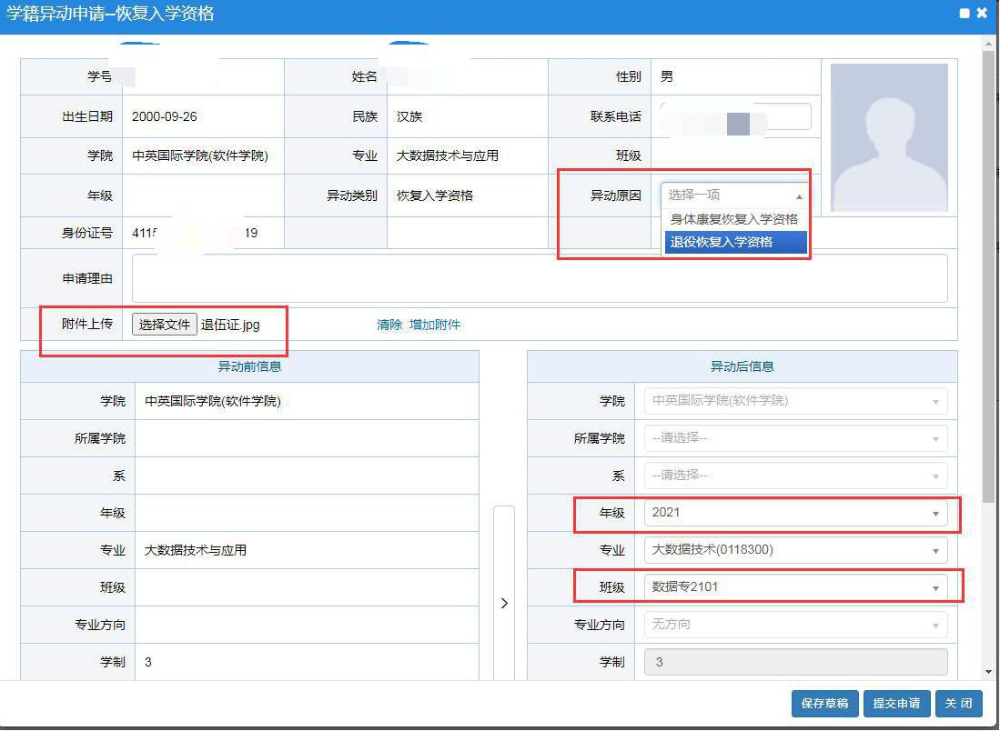 学籍异动申请--恢复入学资格
学号 姓名 性别 男
出生日期 2000-09-26 民族 汉族 联系电话
学院 中英国际学院(软件学院) 专业 大数据技术与应用 班级
年级 异动类别 恢复入学资格 异动原因 选择一项
身体康复恢复入学资格
身份证号 4115 19
退役恢复入学资格
申请理由
附件上传 选择文件 退伍证.jpg 清除 增加附件
异动前信息 异动后信息
学院 中英国际学院(软件学院) 学院 中英国际学院(软件学院)
所属学院 所属学院 --请选择--
系 系 --请选择--
年级 年级 2021
专业 大数据技术与应用 专业 大数据技术(0118300)
班级 班级 数据专2101
>
专业方向 专业方向 无方向
学制 3 学制 3
保存草稿 提交申请 关 闭